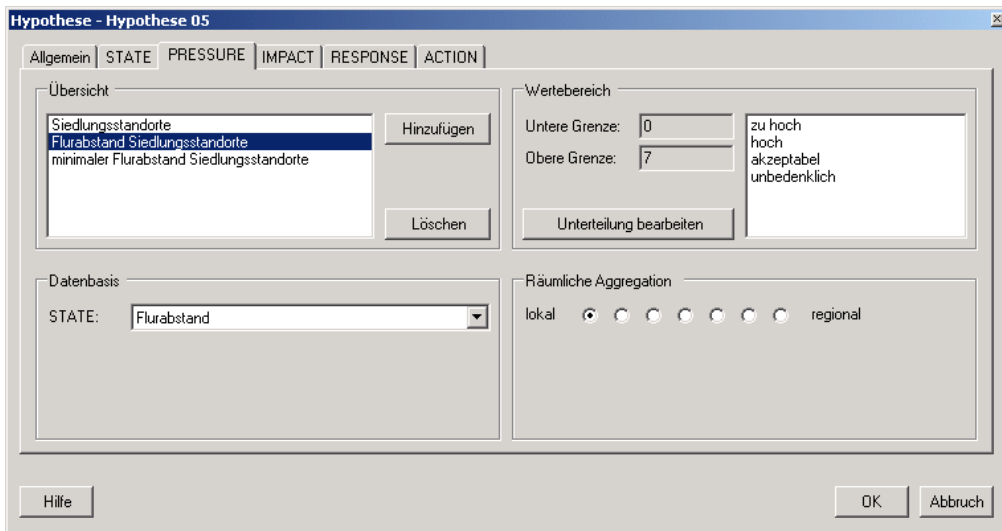 Hypothese - Hypothese 05
Allgemein STATE PRESSURE IMPACT RESPONSE ACTION
Übersicht
Siedlungsstandorte
Flurabstand Siedlungsstandorte
minimaler Flurabstand Siedlungsstandorte
Hinzufügen
Löschen
Wertebereich
Untere Grenze: 0
Obere Grenze: 7
Unterteilung bearbeiten
zu hoch
hoch
akzeptabel
unbedenklich
Datenbasis
STATE: Flurabstand
Räumliche Aggregation
lokal regional
Hilfe OK Abbruch